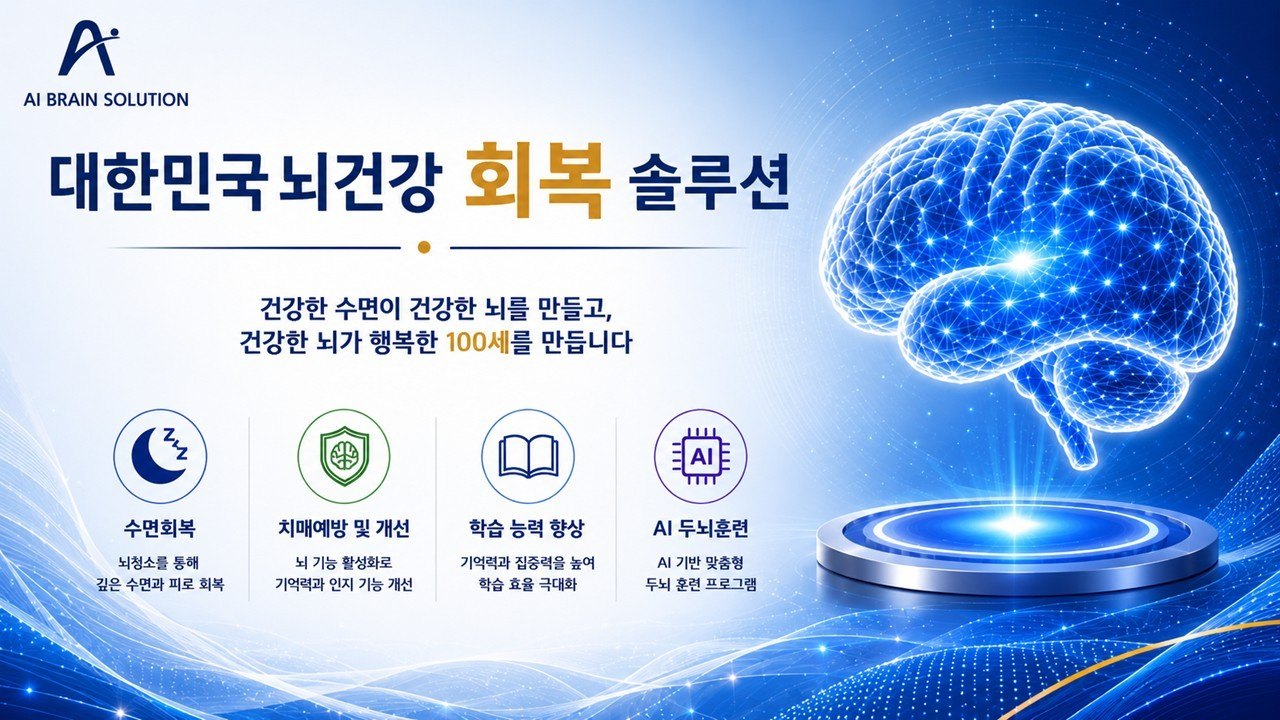 AI BRAIN SOLUTION
대한민국 뇌건강 회복 솔루션
건강한 수면이 건강한 뇌를 만들고,
건강한 뇌가 행복한 100세를 만듭니다
Z
z
Z
AI
수면회복
뇌청소를 통해
깊은 수면과 피로 회복
치매예방 및 개선
뇌 기능 활성화로
기억력과 인지 기능 개선
학습 능력 향상
기억력과 집중력을 높여
학습 효율 극대화
AI 두뇌훈련
AI 기반 맞춤형
두뇌 훈련 프로그램